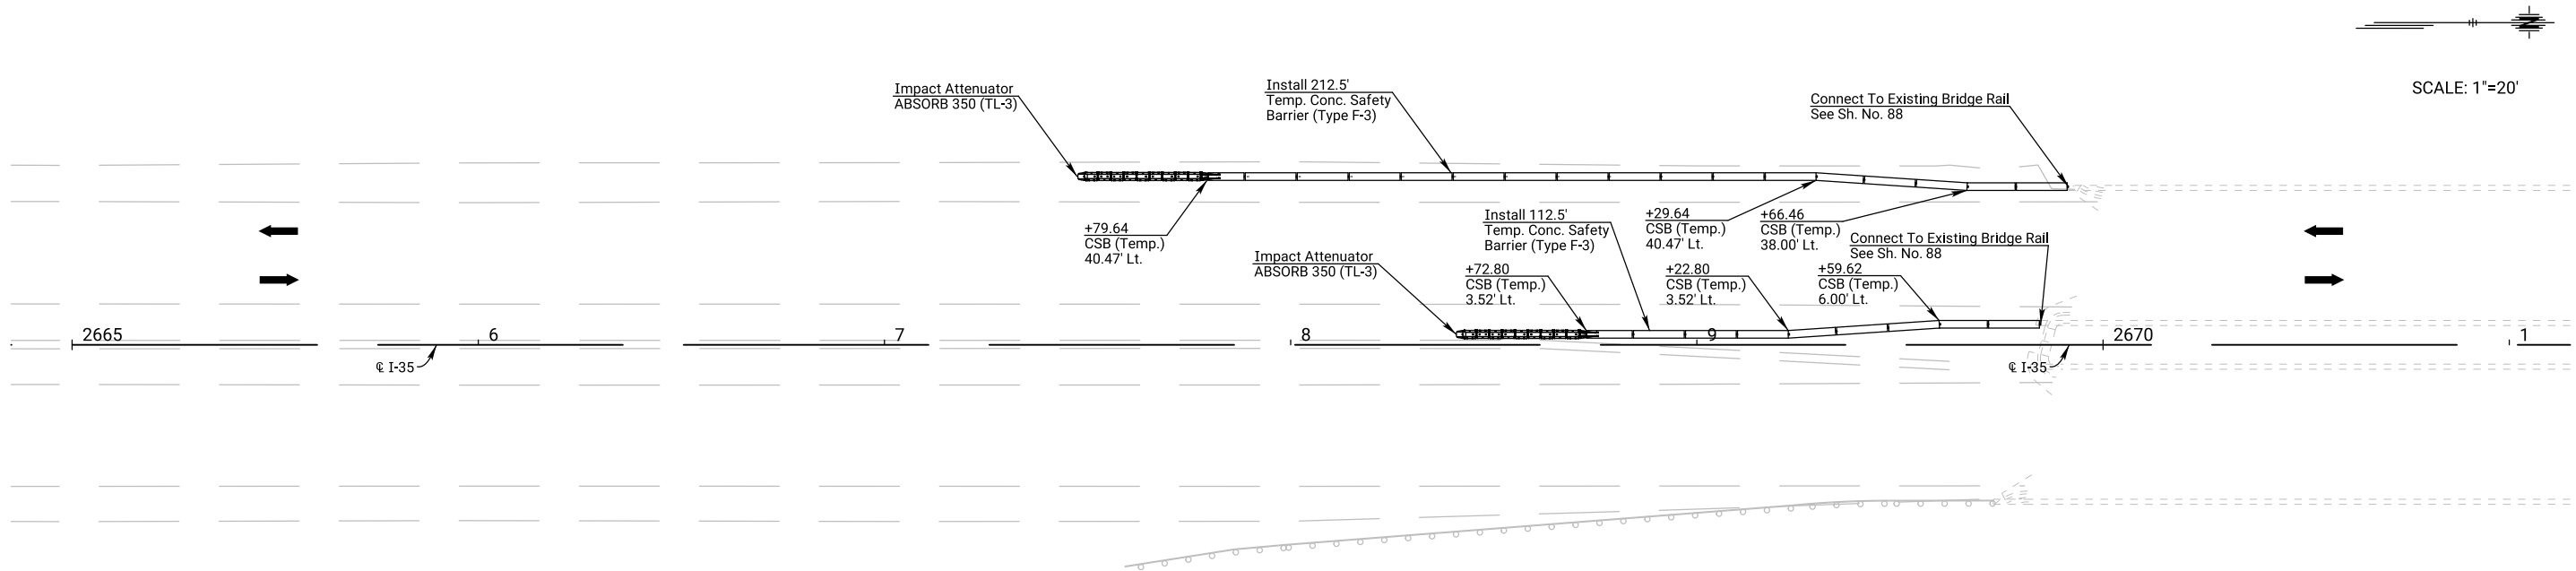 SCALE: 1"=20'
Impact Attenuator
ABSORB 350 (TL-3)
Install 212.5'
Temp. Conc. Safety
Barrier (Type F-3)
Connect To Existing Bridge Rail
See Sh. No. 88
+79.64
CSB (Temp.)
40.47' Lt.
Install 112.5'
Temp. Conc. Safety
Barrier (Type F-3)
+29.64
CSB (Temp.)
40.47' Lt.
+66.46
CSB (Temp.)
38.00' Lt.
Connect To Existing Bridge Rail
See Sh. No. 88
Impact Attenuator
ABSORB 350 (TL-3)
+72.80
CSB (Temp.)
3.52' Lt.
+22.80
CSB (Temp.)
3.52' Lt.
+59.62
CSB (Temp.)
6.00' Lt.
2665
6
7
8
9
2670
1
℄ I-35
℄ I-35